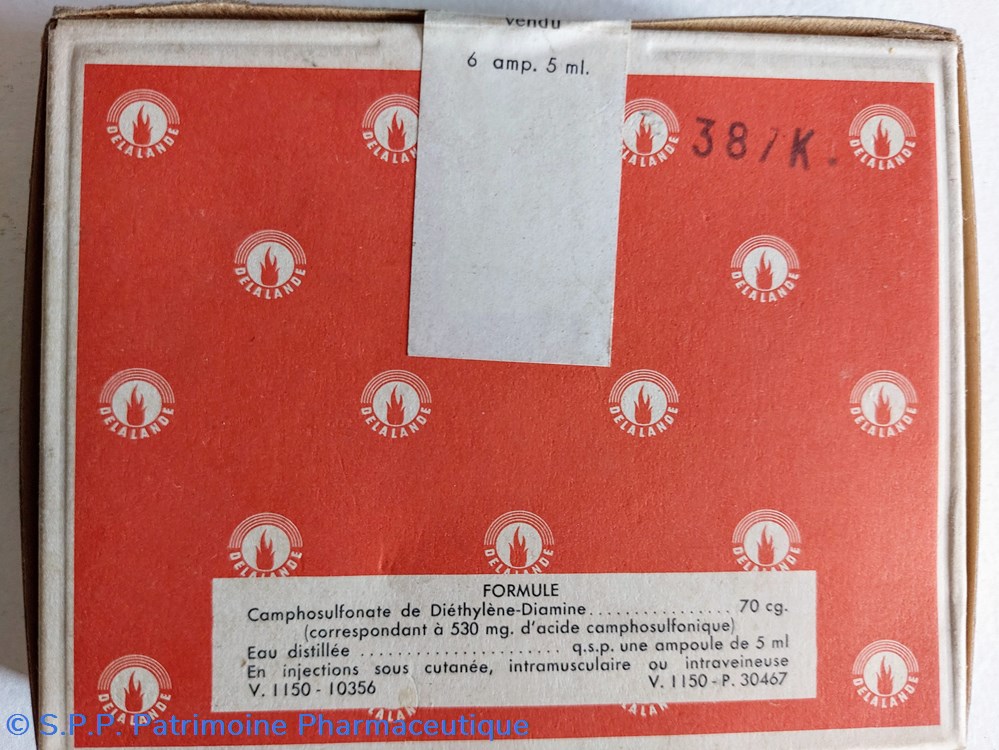 vendu
6 amp. 5 ml.
38/K.
DELALANDE
DELALANDE
DELALANDE
DELALANDE
DELALANDE
DELALANDE
DELALANDE
DELALANDE
DELALANDE
DELALANDE
DELALANDE
DELALANDE
DELALANDE
FORMULE
Camphosulfonate de Diéthylène-Diamine................ 70 cg.
(correspondant à 530 mg. d'acide camphosulfonique)
Eau distillée ....................... q.s.p. une ampoule de 5 ml
En injections sous cutanée, intramusculaire ou intraveineuse
V. 1150 - 10356 V. 1150 - P. 30467
DELALANDE
DELALANDE
© S.P.P. Patrimoine Pharmaceutique